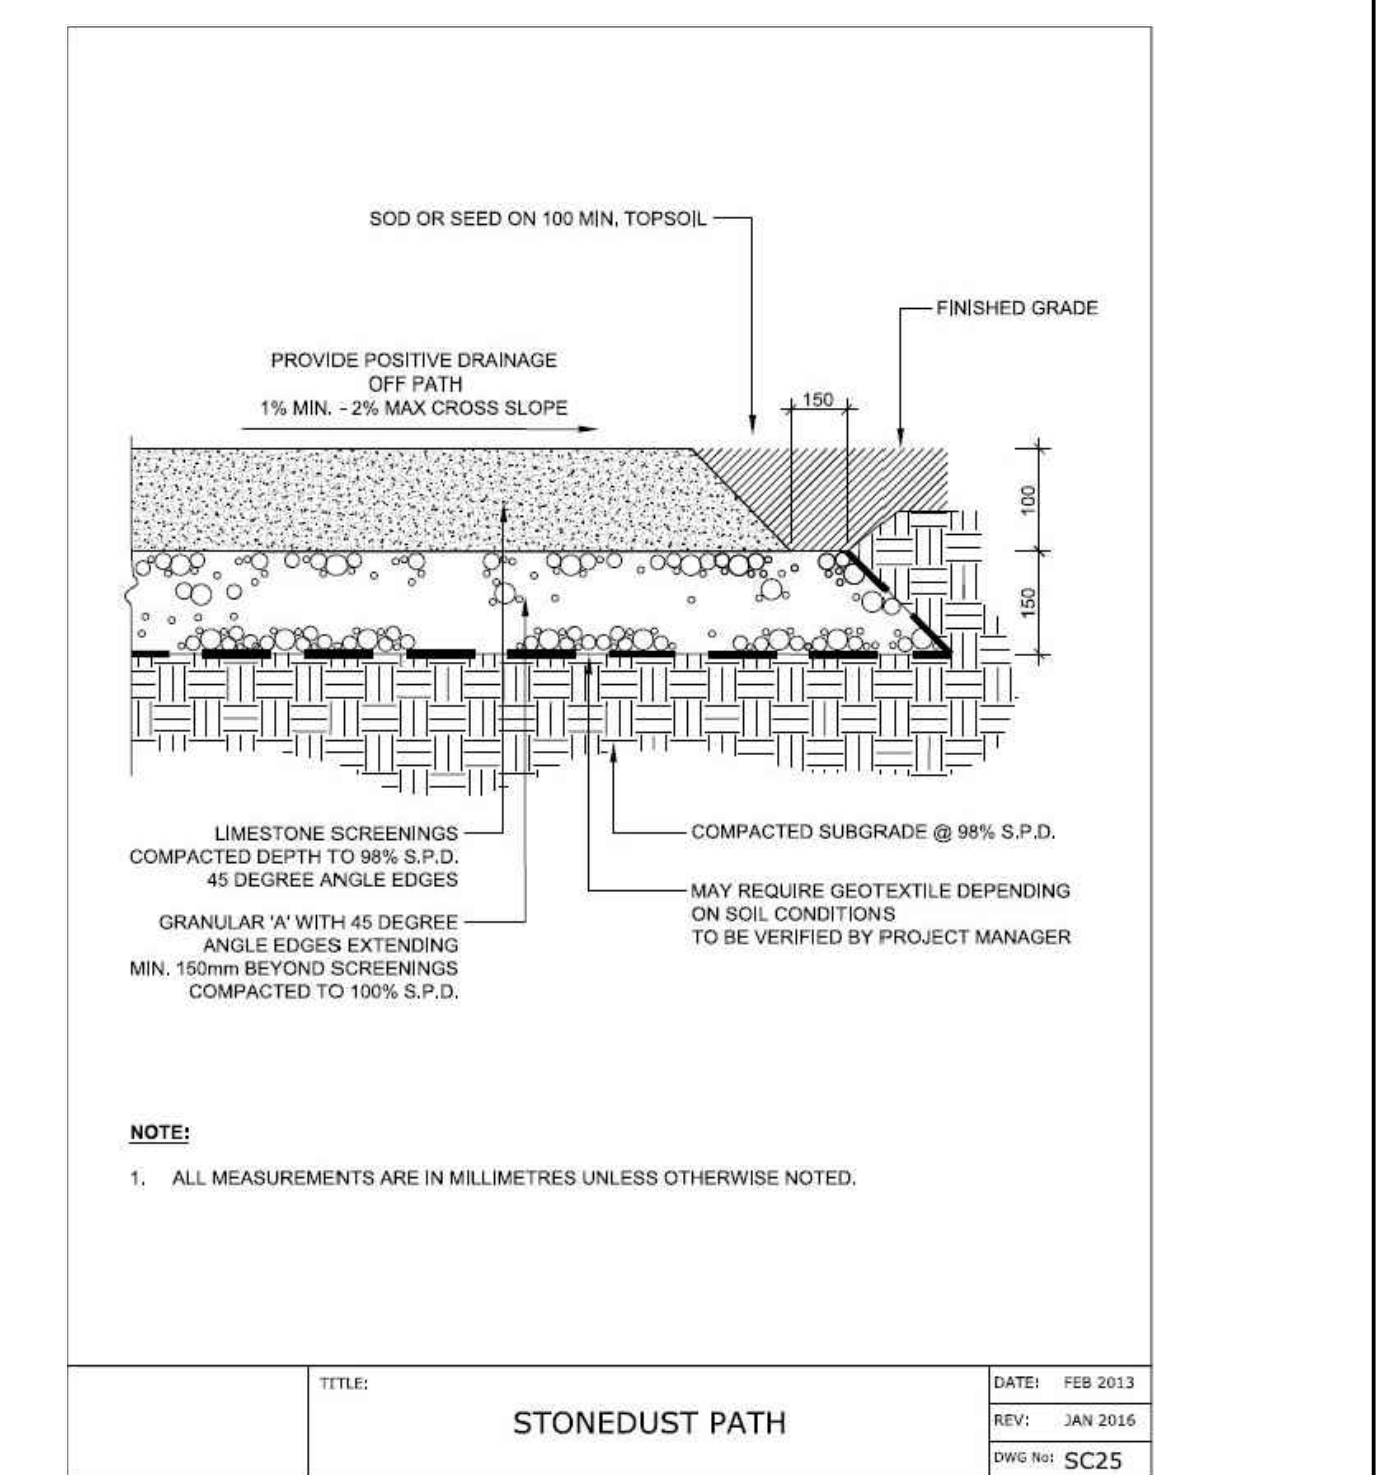 SOD OR SEED ON 100 MIN. TOPSOIL
FINISHED GRADE
PROVIDE POSITIVE DRAINAGE
OFF PATH
1% MIN. - 2% MAX CROSS SLOPE
150
100
150
LIMESTONE SCREENINGS
COMPACTED DEPTH TO 98% S.P.D.
45 DEGREE ANGLE EDGES
GRANULAR 'A' WITH 45 DEGREE
ANGLE EDGES EXTENDING
MIN. 150mm BEYOND SCREENINGS
COMPACTED TO 100% S.P.D.
COMPACTED SUBGRADE @ 98% S.P.D.
MAY REQUIRE GEOTEXTILE DEPENDING
ON SOIL CONDITIONS
TO BE VERIFIED BY PROJECT MANAGER
NOTE:
1. ALL MEASUREMENTS ARE IN MILLIMETRES UNLESS OTHERWISE NOTED.
TITLE:
STONEDUST PATH
DATE: FEB 2013
REV: JAN 2016
DWG No: SC25